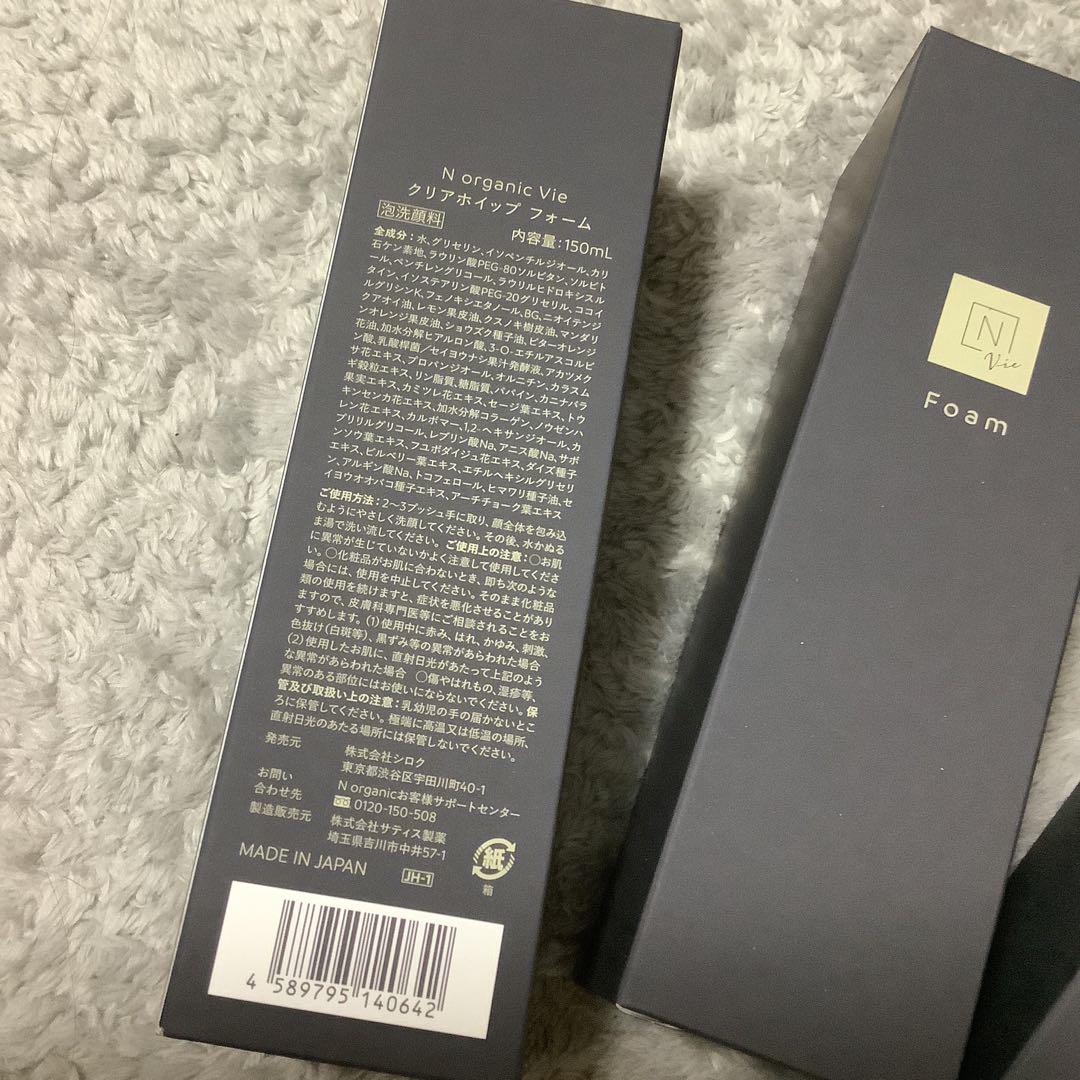 N organic Vie
クリアホイップ フォーム
泡洗顔料
内容量:150mL
全成分:水、グリセリン、イソペンチルジオール、カリ
石ケン素地、ラウリン酸PEG-80ソルビタン、ソルビト
ール、ペンチレングリコール、ラウリルヒドロキシスル
タイン、イソステアリン酸PEG-20グリセリル、ココイ
ルグリシンK、フェノキシエタノール、BG、ニオイテンジ
クアオイ油、レモン果皮油、クスノキ樹皮油、マンダリ
ンオレンジ果皮油、ショウズク種子油、ビターオレンジ
花油、加水分解ヒアルロン酸、3-O-エチルアスコルビ
ン酸、乳酸桿菌/セイヨウナシ果汁発酵液、アカツメク
サ花エキス、プロパンジオール、オルニチン、カラスム
ギ穀粒エキス、リン脂質、糖脂質、パパイン、カニナバラ
果実エキス、カミツレ花エキス、セージ葉エキス、トウ
キンセンカ花エキス、加水分解コラーゲン、ノウゼンハ
レン花エキス、カルボマー、1,2-ヘキサンジオール、カ
プリリルグリコール、レブリン酸Na、アニス酸Na、サボ
ンソウ葉エキス、フユボダイジュ花エキス、ダイズ種子
エキス、ビルベリー葉エキス、エチルヘキシルグリセリ
ン、アルギン酸Na、トコフェロール、ヒマワリ種子油、セ
イヨウオオバコ種子エキス、アーチチョーク葉エキス
ご使用方法:2~3プッシュ手に取り、顔全体を包み込
むようにやさしく洗顔してください。その後、水かぬる
ま湯で洗い流してください。ご使用上の注意:○お肌
に異常が生じていないかよく注意して使用してくださ
い。○化粧品がお肌に合わないとき、即ち次のような
場合には、使用を中止してください。そのまま化粧品
類の使用を続けますと、症状を悪化させることがあり
ますので、皮膚科専門医等にご相談されることをお
すすめします。(1)使用中に赤み、はれ、かゆみ、刺激、
色抜け(白斑等)、黒ずみ等の異常があらわれた場合
(2)使用したお肌に、直射日光があたって上記のよう
な異常があらわれた場合 ○傷やはれもの、湿疹等、
異常のある部位にはお使いにならないでください。保
管及び取扱い上の注意:乳幼児の手の届かないとこ
ろに保管してください。極端に高温又は低温の場所、
直射日光のあたる場所には保管しないでください。
発売元 株式会社シロク
東京都渋谷区宇田川町40-1
お問い合わせ先 N organicお客様サポートセンター
0120-150-508
製造販売元 株式会社サティス製薬
埼玉県吉川市中井57-1
MADE IN JAPAN
JH-1
紙
箱
4 589795 140642
N
Vie
Foam